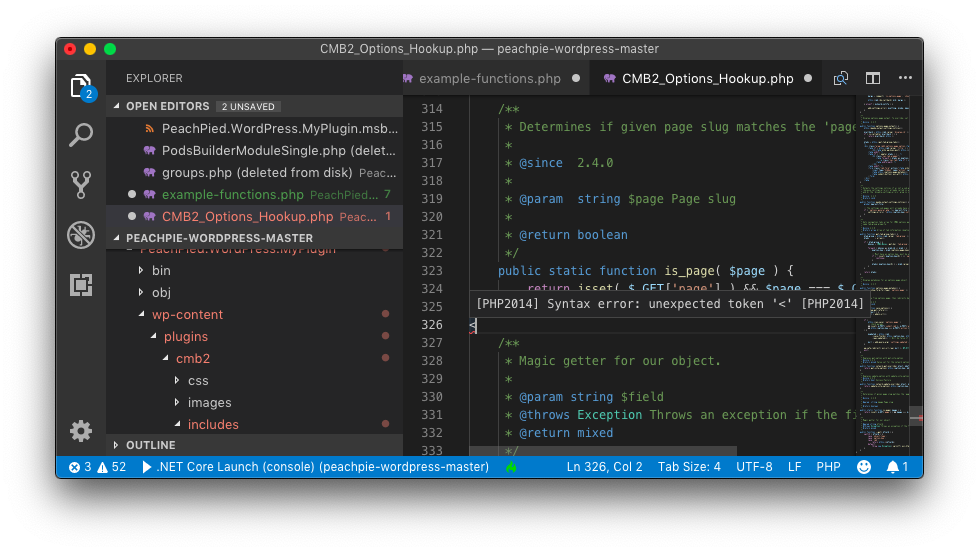 CMB2_Options_Hookup.php — peachpie-wordpress-master
2
EXPLORER
OPEN EDITORS 2 UNSAVED
PeachPied.WordPress.MyPlugin.msb...
PodsBuilderModuleSingle.php (delet...
groups.php (deleted from disk) Peac...
example-functions.php PeachPied... 7
CMB2_Options_Hookup.php Peac... 1
PEACHPIE-WORDPRESS-MASTER
PeachPied.WordPress.MyPlugin
bin
obj
wp-content
plugins
cmb2
css
images
includes
OUTLINE
example-functions.php
CMB2_Options_Hookup.php
314 /**
315 * Determines if given page slug matches the 'page
316 *
317 * @since 2.4.0
318 *
319 * @param string $page Page slug
320 *
321 * @return boolean
322 */
323 public static function is_page( $page ) {
324 return isset( $_GET['page'] ) && $page === $_(
325 [PHP2014] Syntax error: unexpected token '<' [PHP2014]
326 <
327 /**
328 * Magic getter for our object.
329 *
330 * @param string $field
331 * @throws Exception Throws an exception if the fi
332 * @return mixed
333 */
3 52 .NET Core Launch (console) (peachpie-wordpress-master) Ln 326, Col 2 Tab Size: 4 UTF-8 LF PHP 1